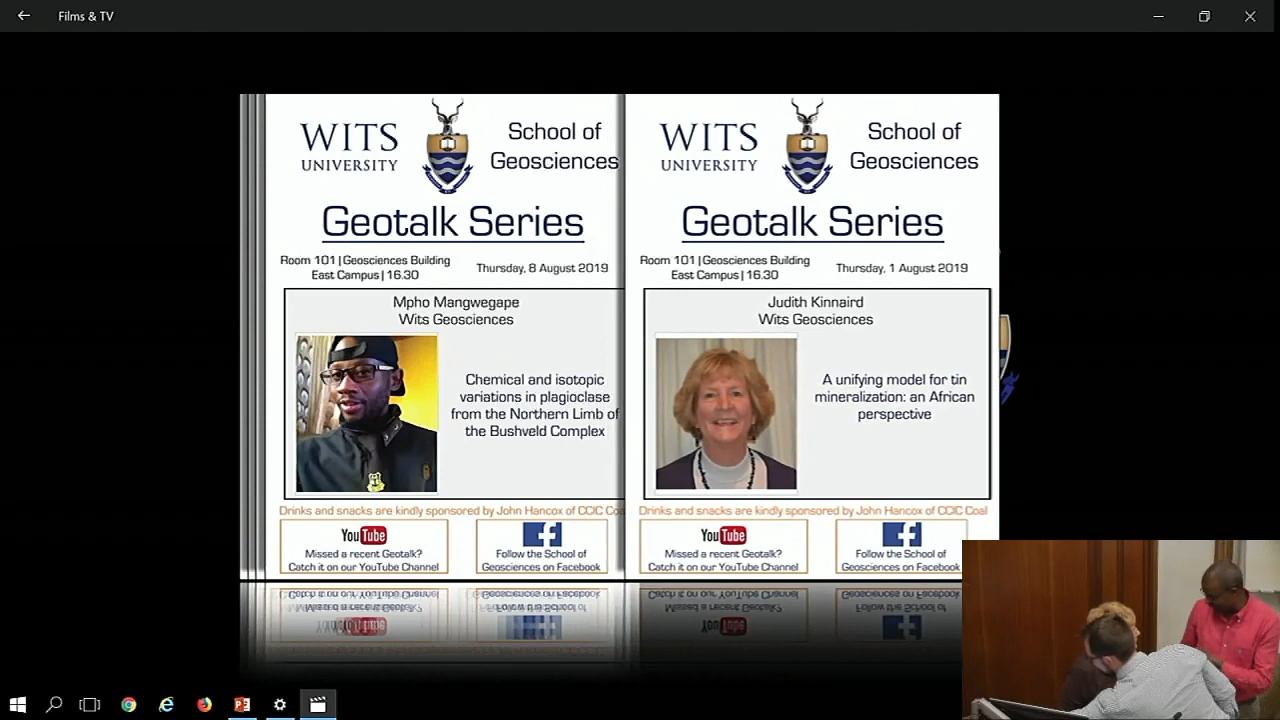 Films & TV
WITS
UNIVERSITY
School of
Geosciences
Geotalk Series
Room 101|Geosciences Building
East Campus|16.30
Thursday, 8 August 2019
Mpho Mangwegape
Wits Geosciences
Chemical and isotopic
variations in plagioclase
from the Northern Limb of
the Bushveld Complex
Drinks and snacks are kindly sponsored by John Hancox of CCIC Coa
YouTube
Missed a recent Geotalk?
Catch it on our YouTube Channel
Follow the School of
Geosciences on Facebook
WITS
UNIVERSITY
School of
Geosciences
Geotalk Series
Room 101|Geosciences Building
East Campus|16.30
Thursday, 1 August 2019
Judith Kinnaird
Wits Geosciences
A unifying model for tin
mineralization: an African
perspective
Drinks and snacks are kindly sponsored by John Hancox of CCIC Coal
YouTube
Missed a recent Geotalk?
Catch it on our YouTube Channel
Follow the School of
Geosciences on Facebook